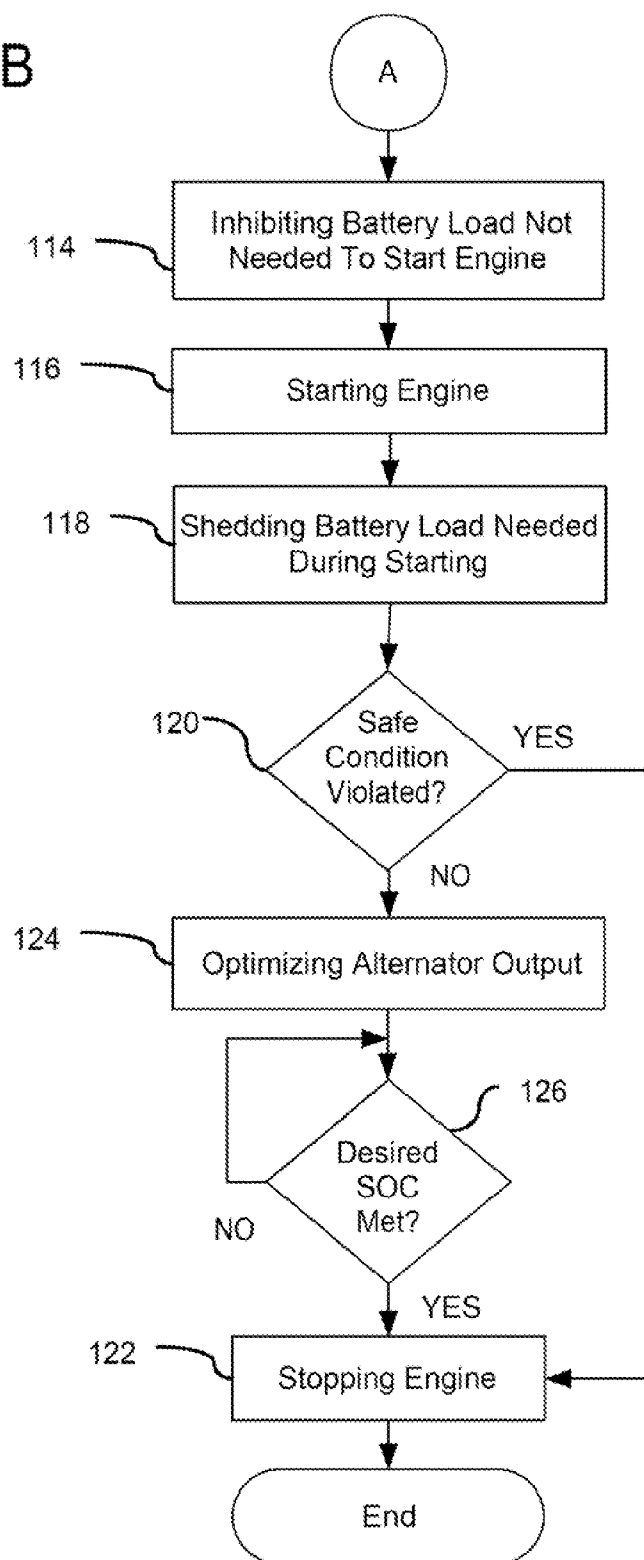 B
A
114
Inhibiting Battery Load Not
Needed To Start Engine
116
Starting Engine
118
Shedding Battery Load Needed
During Starting
120
Safe
Condition
Violated?
YES
NO
124
Optimizing Alternator Output
126
Desired
SOC
Met?
NO
YES
122
Stopping Engine
End